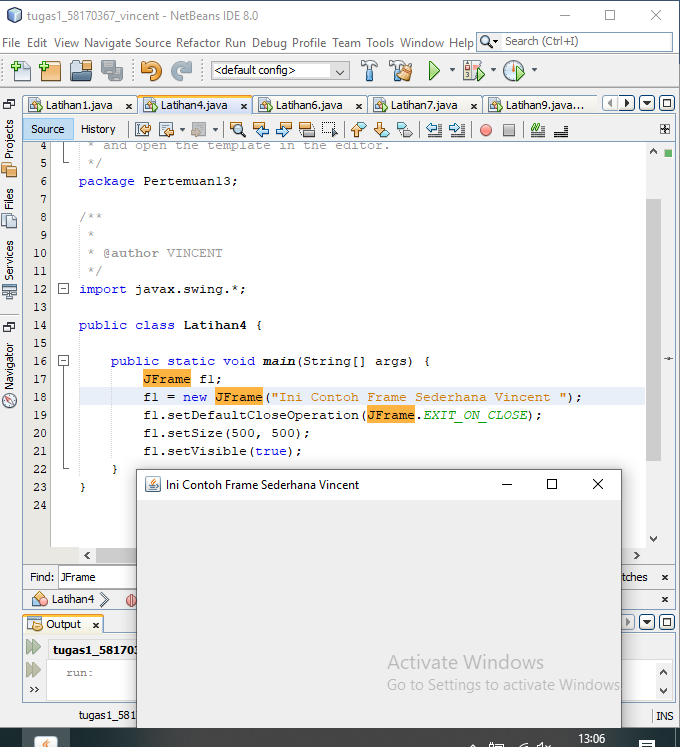 tugas1_58170367_vincent - NetBeans IDE 8.0
File Edit View Navigate Source Refactor Run Debug Profile Team Tools Window Help Search (Ctrl+I)
<default config>
Latihan1.java Latihan4.java Latihan6.java Latihan7.java Latihan9.java...
Source History
Projects
Files
Services
Navigator
4 * and open the template in the editor.
5 */
6 package Pertemuan13;
7
8 /**
9 *
10 * @author VINCENT
11 */
12 import javax.swing.*;
13
14 public class Latihan4 {
15
16 public static void main(String[] args) {
17 JFrame f1;
18 f1 = new JFrame("Ini Contoh Frame Sederhana Vincent ");
19 f1.setDefaultCloseOperation(JFrame.EXIT_ON_CLOSE);
20 f1.setSize(500, 500);
21 f1.setVisible(true);
22 }
23 }
24
Ini Contoh Frame Sederhana Vincent
Find: JFrame tches
Latihan4
Output
tugas1_581703
run:
Activate Windows
Go to Settings to activate Windows
tugas1_581 INS
13:06